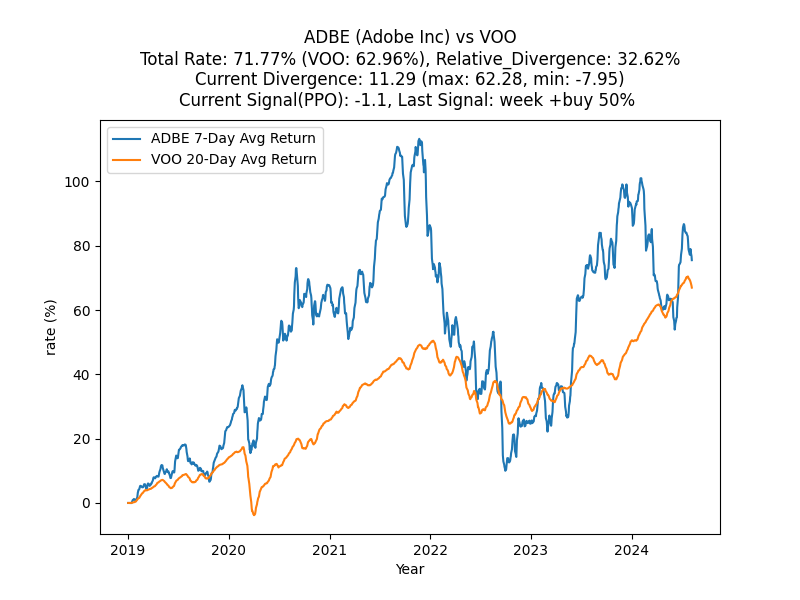 ADBE (Adobe Inc) vs VOO
Total Rate: 71.77% (VOO: 62.96%), Relative_Divergence: 32.62%
Current Divergence: 11.29 (max: 62.28, min: -7.95)
Current Signal(PPO): -1.1, Last Signal: week +buy 50%
ADBE 7-Day Avg Return
VOO 20-Day Avg Return
rate (%)
100
80
60
40
20
0
2019 2020 2021 2022 2023 2024
Year